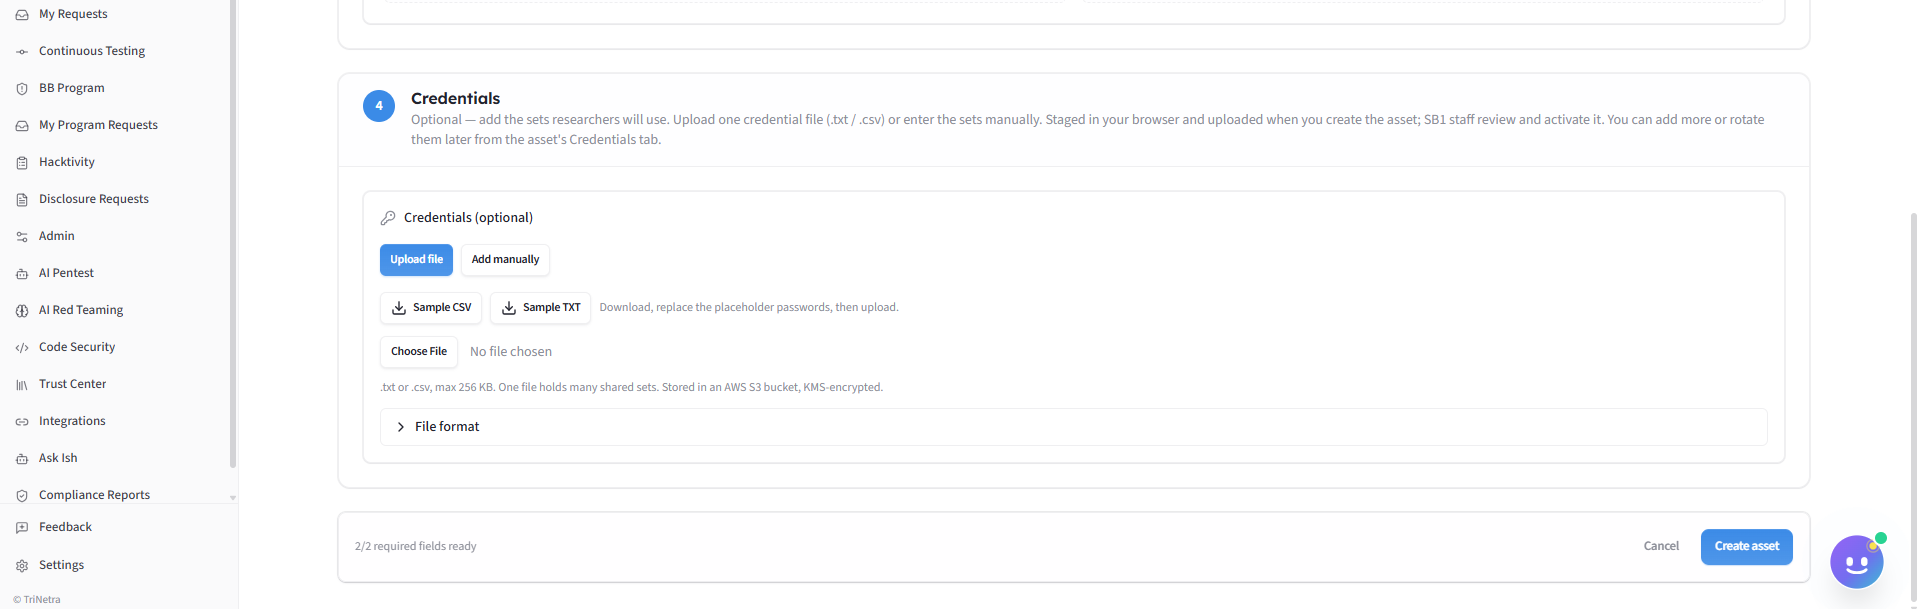 My Requests
Continuous Testing
BB Program
My Program Requests
Hacktivity
Disclosure Requests
Admin
AI Pentest
AI Red Teaming
Code Security
Trust Center
Integrations
Ask Ish
Compliance Reports
Feedback
Settings
© TriNetra
4
Credentials
Optional — add the sets researchers will use. Upload one credential file (.txt / .csv) or enter the sets manually. Staged in your browser and uploaded when you create the asset; SB1 staff review and activate it. You can add more or rotate
them later from the asset's Credentials tab.
Credentials (optional)
Upload file Add manually
Sample CSV Sample TXT Download, replace the placeholder passwords, then upload.
Choose File No file chosen
.txt or .csv, max 256 KB. One file holds many shared sets. Stored in an AWS S3 bucket, KMS-encrypted.
File format
2/2 required fields ready Cancel Create asset